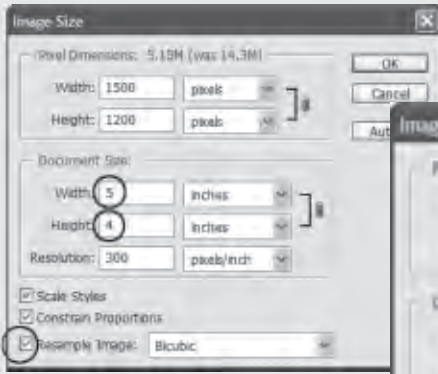 Image Size
Pixel Dimensions: 5.15M (was 14.3M)
Width: 1500 pixels
Height: 1200 pixels
Document Size:
Width: 5 inches
Height: 4 inches
Resolution: 300 pixels/inch
Scale Styles
Constrain Proportions
Resample Image: Bicubic
OK
Cancel
Aut
Imag